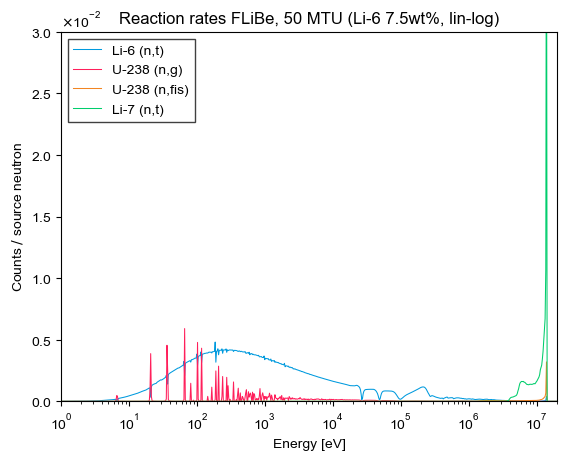 Reaction rates FLiBe, 50 MTU (Li-6 7.5wt%, lin-log)
×10⁻²
Li-6 (n,t)
U-238 (n,g)
U-238 (n,fis)
Li-7 (n,t)
3.0
2.5
2.0
1.5
1.0
0.5
0.0
Counts / source neutron
10⁰ 10¹ 10² 10³ 10⁴ 10⁵ 10⁶ 10⁷
Energy [eV]